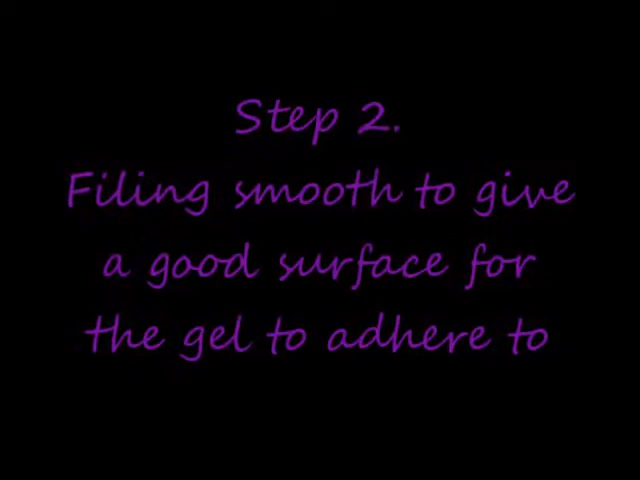 Step 2.
Filing smooth to give
a good surface for
the gel to adhere to